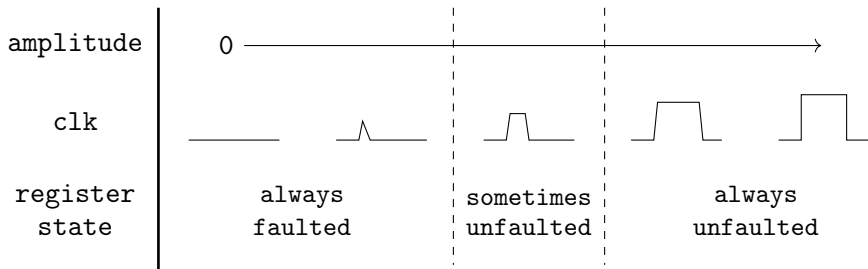 amplitude 0
clk
register always sometimes always
state faulted unfaulted unfaulted